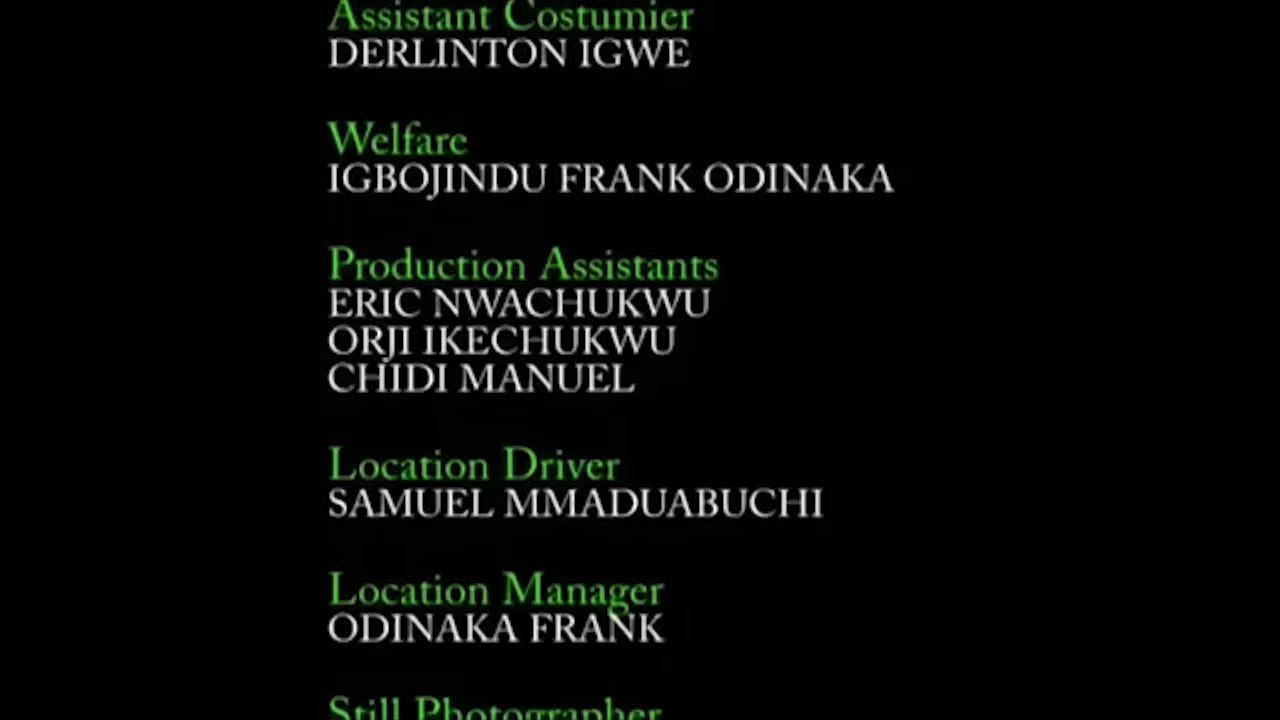 Assistant Costumier
DERLINTON IGWE
Welfare
IGBOJINDU FRANK ODINAKA
Production Assistants
ERIC NWACHUKWU
ORJI IKECHUKWU
CHIDI MANUEL
Location Driver
SAMUEL MMADUABUCHI
Location Manager
ODINAKA FRANK
Still Photographer